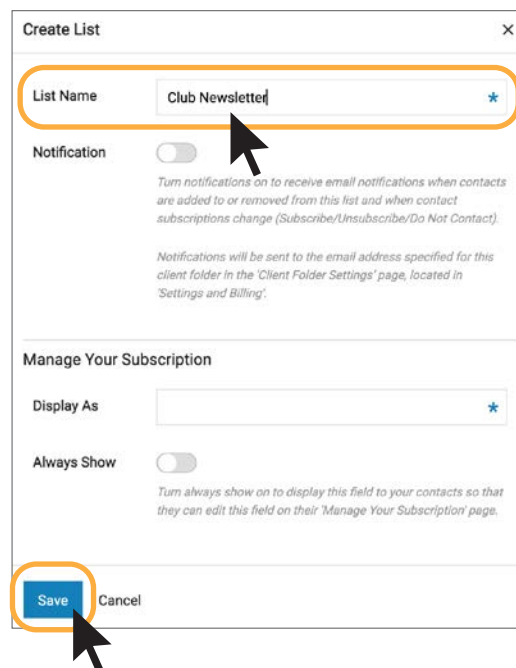 Create List ×
List Name Club Newsletter *
Notification
Turn notifications on to receive email notifications when contacts
are added to or removed from this list and when contact
subscriptions change (Subscribe/Unsubscribe/Do Not Contact).
Notifications will be sent to the email address specified for this
client folder in the 'Client Folder Settings' page, located in
'Settings and Billing'.
Manage Your Subscription
Display As *
Always Show
Turn always show on to display this field to your contacts so that
they can edit this field on their 'Manage Your Subscription' page.
Save Cancel